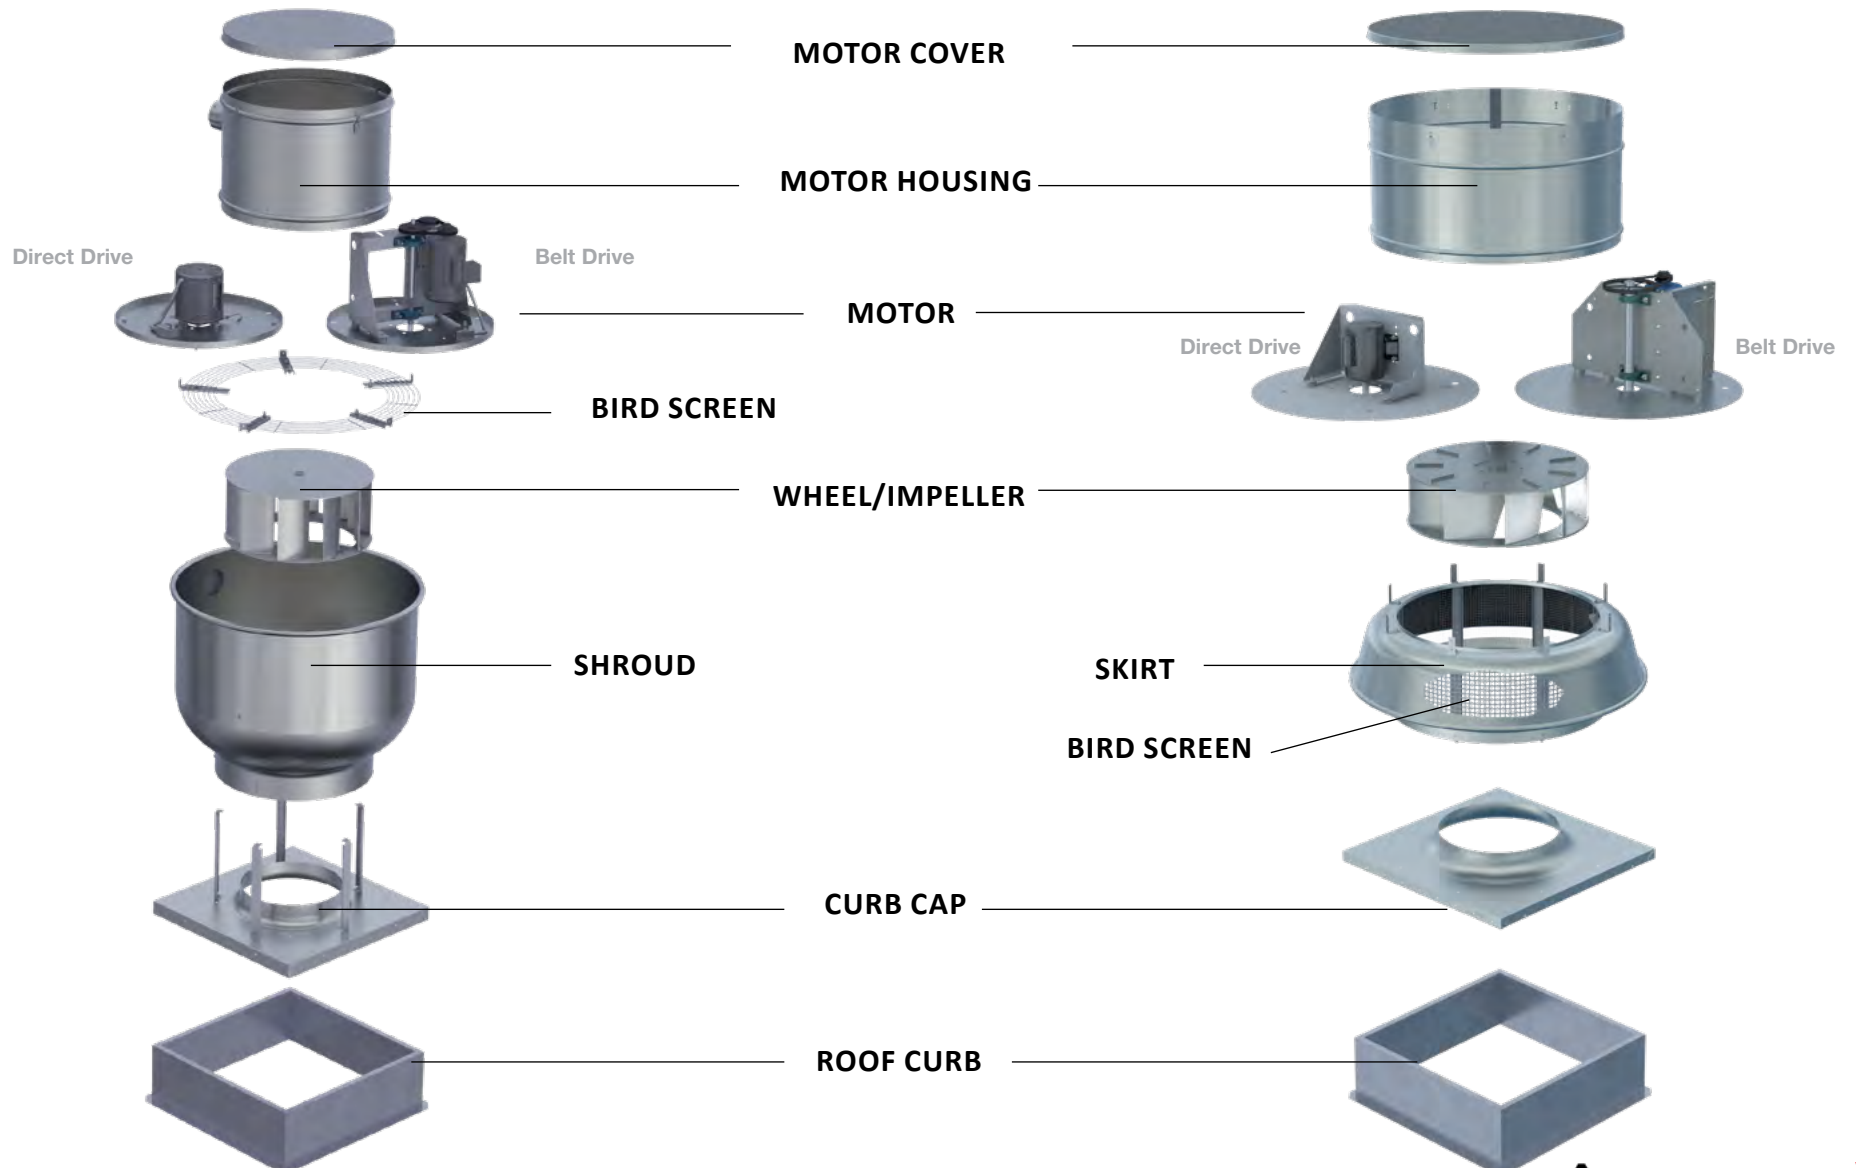 MOTOR COVER
MOTOR HOUSING
Direct Drive
Belt Drive
MOTOR
Direct Drive
Belt Drive
BIRD SCREEN
WHEEL/IMPELLER
SHROUD
SKIRT
BIRD SCREEN
CURB CAP
ROOF CURB